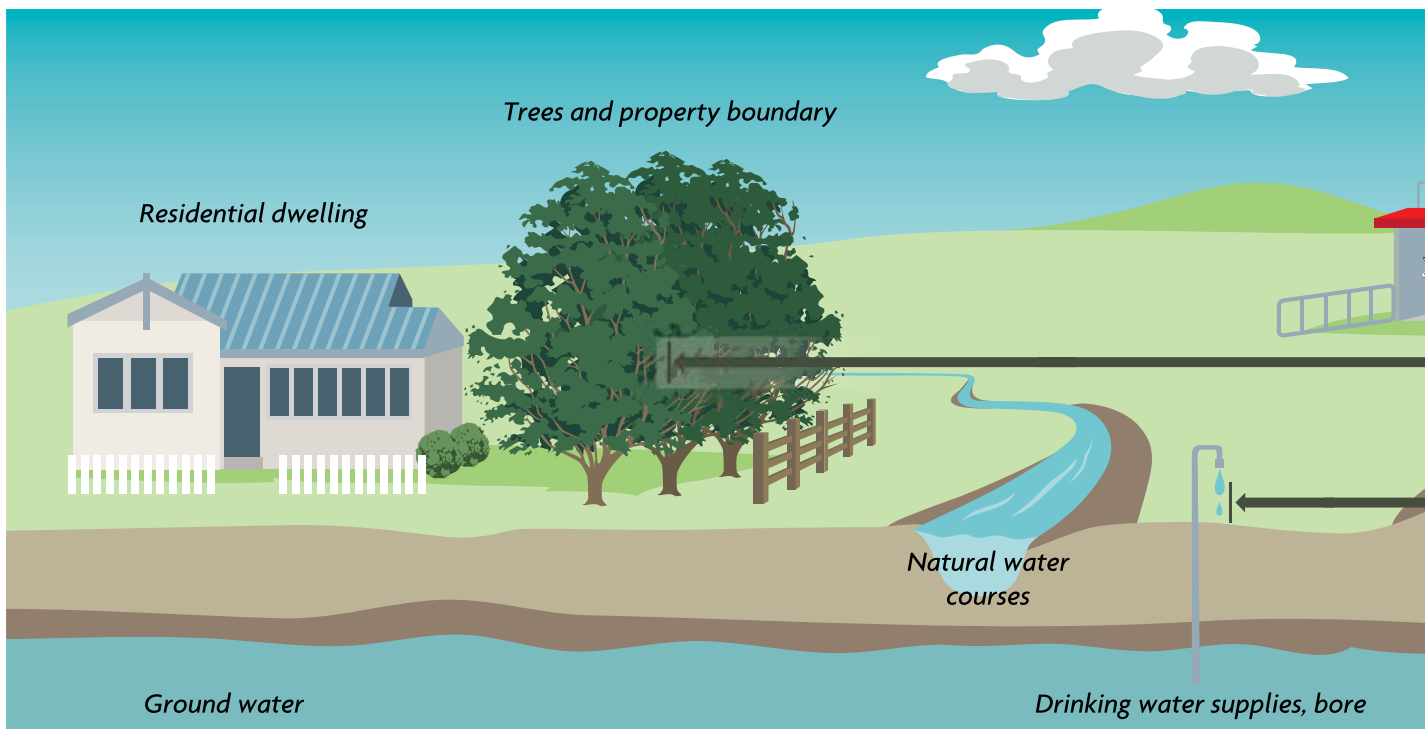 Trees and property boundary
Residential dwelling
Natural water
courses
Ground water
Drinking water supplies, bore